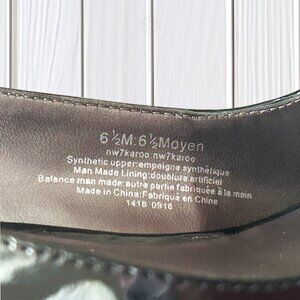 6 ½M:6 ½Moyen
nw7karoo:nw7karoo
Synthetic upper:empeigne synthétique
Man Made Lining:doublure artificiel
Balance man made:autre partie fabriquée à la main
Made in China:Fabriqué en Chine
141B 0916